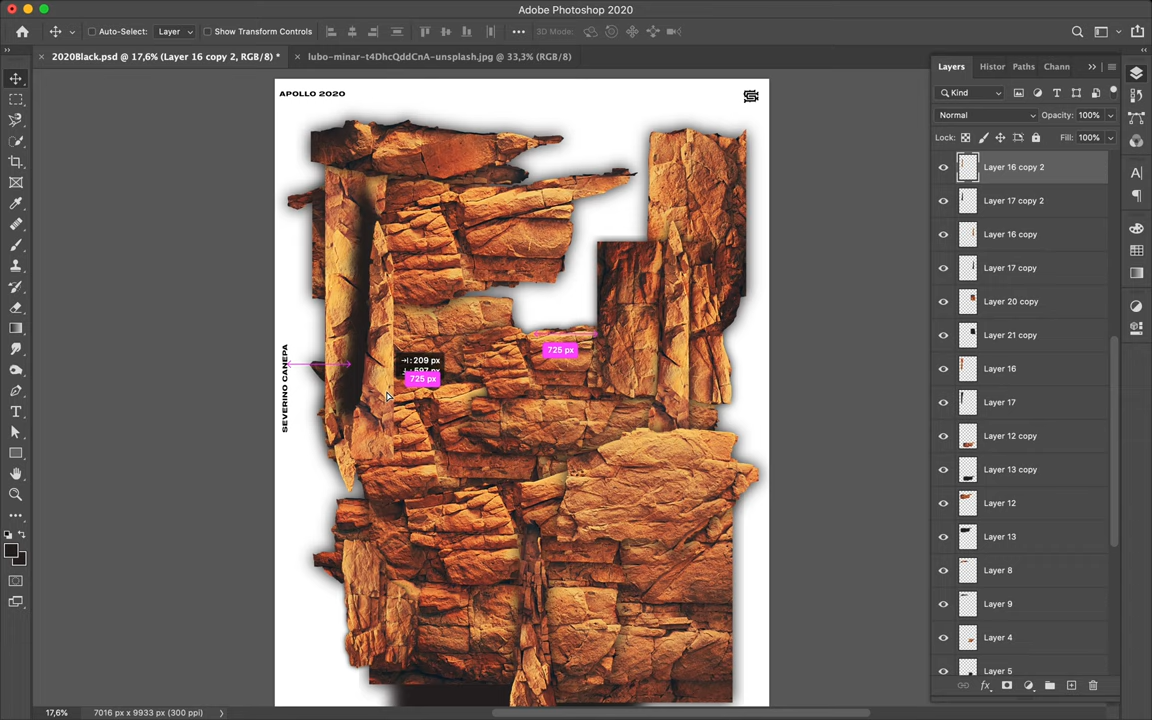 Adobe Photoshop 2020
Auto-Select: Layer Show Transform Controls 3D Mode:
2020Black.psd @ 17,6% (Layer 16 copy 2, RGB/8) *
lubo-minar-t4DhcQddCnA-unsplash.jpg @ 33,3% (RGB/8)
Layers Histor Paths Chann
Kind
Normal Opacity: 100%
Lock: Fill: 100%
Layer 16 copy 2
Layer 17 copy 2
Layer 16 copy
Layer 17 copy
Layer 20 copy
Layer 21 copy
Layer 16
Layer 17
Layer 12 copy
Layer 13 copy
Layer 12
Layer 13
Layer 8
Layer 9
Layer 4
Layer 5
APOLLO 2020
SEVERINO CANEPA
725 px
: 209 px
725 px
17,6% 7016 px x 9933 px (300 ppi)